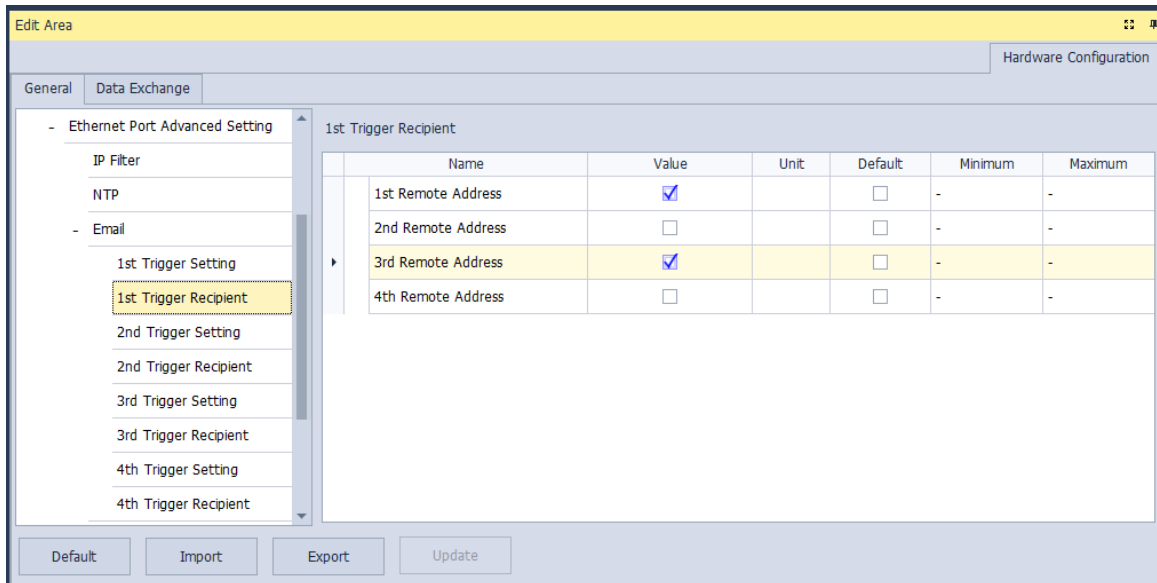 Edit Area
Hardware Configuration
General Data Exchange
- Ethernet Port Advanced Setting
IP Filter
NTP
- Email
1st Trigger Setting
1st Trigger Recipient
2nd Trigger Setting
2nd Trigger Recipient
3rd Trigger Setting
3rd Trigger Recipient
4th Trigger Setting
4th Trigger Recipient
1st Trigger Recipient
Name Value Unit Default Minimum Maximum
1st Remote Address - -
2nd Remote Address - -
3rd Remote Address - -
4th Remote Address - -
Default Import Export Update